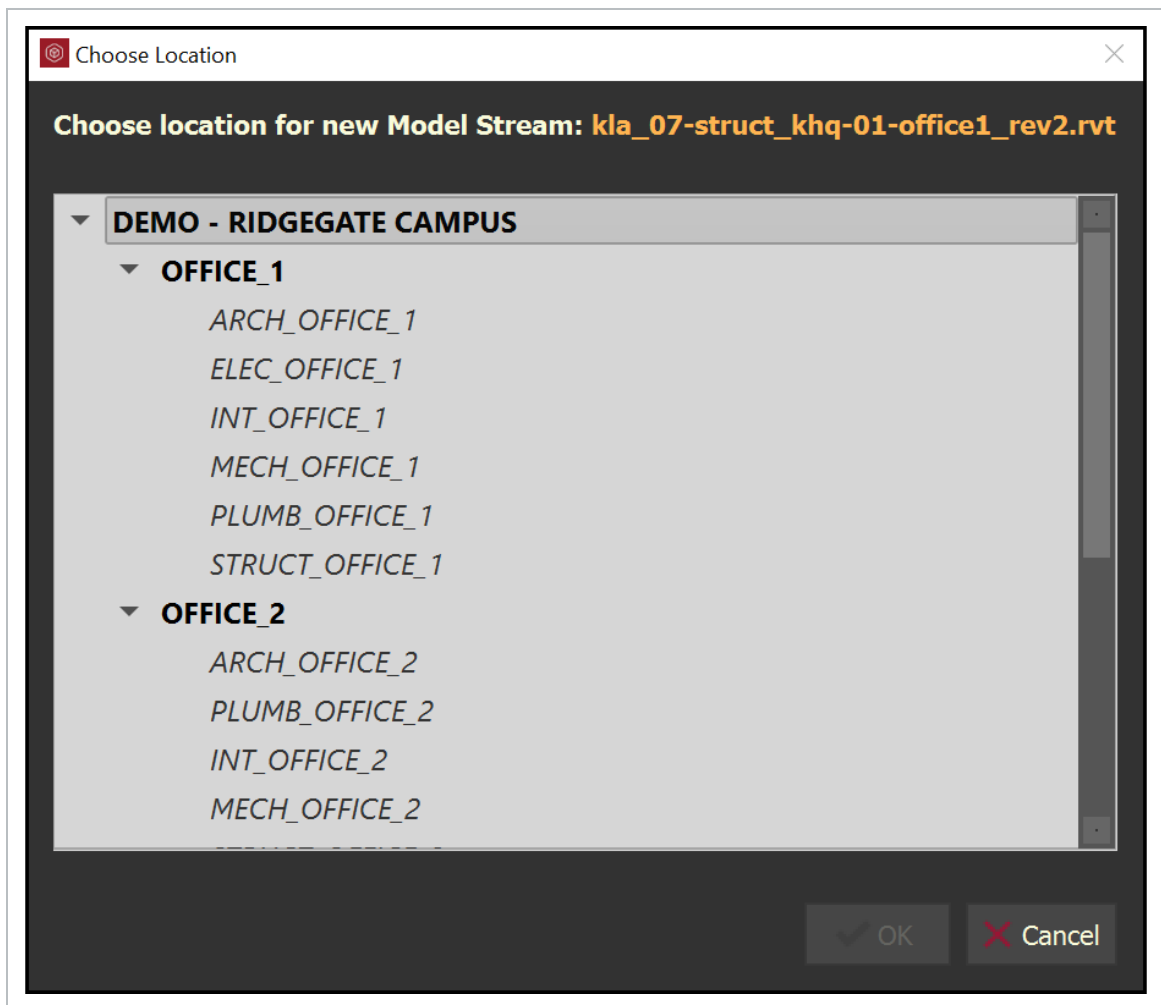 Choose Location
Choose location for new Model Stream: kla_07-struct_khq-01-office1_rev2.rvt
DEMO - RIDGEGATE CAMPUS
OFFICE_1
ARCH_OFFICE_1
ELEC_OFFICE_1
INT_OFFICE_1
MECH_OFFICE_1
PLUMB_OFFICE_1
STRUCT_OFFICE_1
OFFICE_2
ARCH_OFFICE_2
PLUMB_OFFICE_2
INT_OFFICE_2
MECH_OFFICE_2
OK Cancel